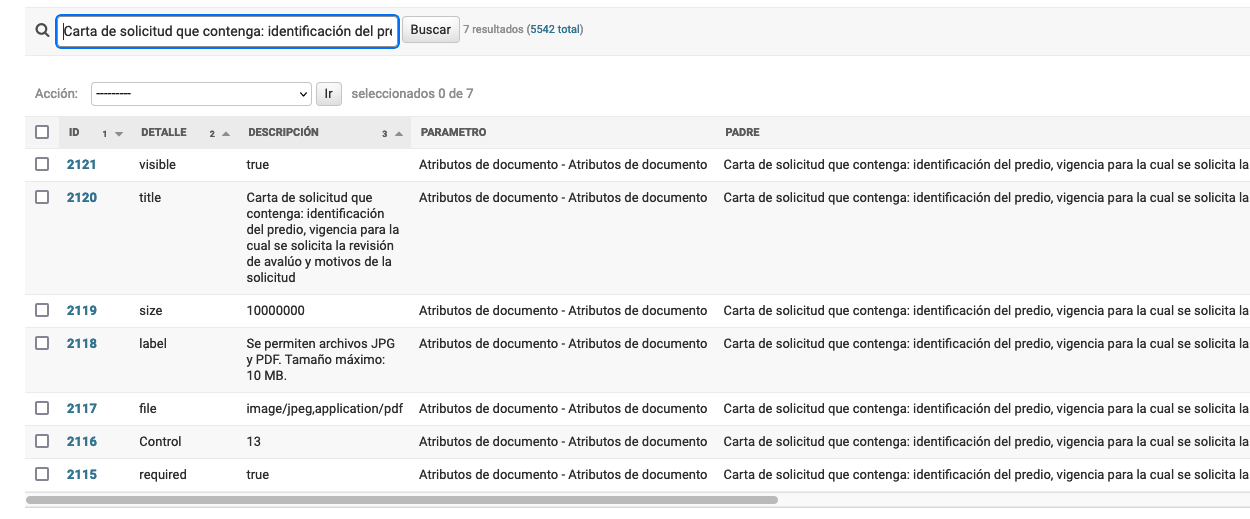 Carta de solicitud que contenga: identificación del pre Buscar 7 resultados (5542 total)
Acción: --------- Ir seleccionados 0 de 7
ID 1 DETALLE 2 DESCRIPCIÓN 3 PARAMETRO PADRE
2121 visible true Atributos de documento - Atributos de documento Carta de solicitud que contenga: identificación del predio, vigencia para la cual se solicita la
2120 title Carta de solicitud que Atributos de documento - Atributos de documento Carta de solicitud que contenga: identificación del predio, vigencia para la cual se solicita la
contenga: identificación
del predio, vigencia para la
cual se solicita la revisión
de avalúo y motivos de la
solicitud
2119 size 10000000 Atributos de documento - Atributos de documento Carta de solicitud que contenga: identificación del predio, vigencia para la cual se solicita la
2118 label Se permiten archivos JPG Atributos de documento - Atributos de documento Carta de solicitud que contenga: identificación del predio, vigencia para la cual se solicita la
y PDF. Tamaño máximo:
10 MB.
2117 file image/jpeg,application/pdf Atributos de documento - Atributos de documento Carta de solicitud que contenga: identificación del predio, vigencia para la cual se solicita la
2116 Control 13 Atributos de documento - Atributos de documento Carta de solicitud que contenga: identificación del predio, vigencia para la cual se solicita la
2115 required true Atributos de documento - Atributos de documento Carta de solicitud que contenga: identificación del predio, vigencia para la cual se solicita la